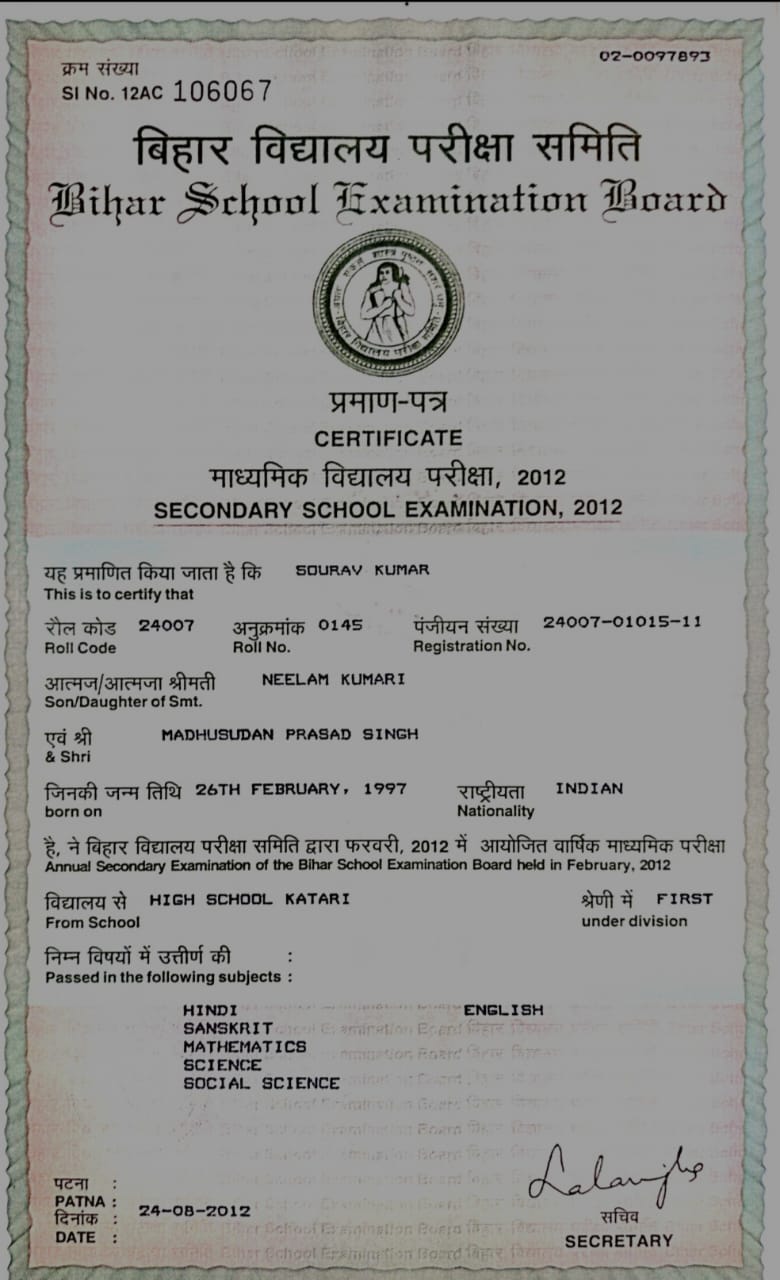 02-0097893
क्रम संख्या
SI No. 12AC 106067
बिहार विद्यालय परीक्षा समिति
Bihar School Examination Board
बिहार विद्यालय परीक्षा समिति
प्रमाण-पत्र
CERTIFICATE
माध्यमिक विद्यालय परीक्षा, 2012
SECONDARY SCHOOL EXAMINATION, 2012
यह प्रमाणित किया जाता है कि SOURAV KUMAR
This is to certify that
रौल कोड 24007 अनुक्रमांक 0145 पंजीयन संख्या 24007-01015-11
Roll Code Roll No. Registration No.
आत्मज/आत्मजा श्रीमती NEELAM KUMARI
Son/Daughter of Smt.
एवं श्री MADHUSUDAN PRASAD SINGH
& Shri
जिनकी जन्म तिथि 26TH FEBRUARY, 1997 राष्ट्रीयता INDIAN
born on Nationality
है, ने बिहार विद्यालय परीक्षा समिति द्वारा फरवरी, 2012 में आयोजित वार्षिक माध्यमिक परीक्षा
Annual Secondary Examination of the Bihar School Examination Board held in February, 2012
विद्यालय से HIGH SCHOOL KATARI श्रेणी में FIRST
From School under division
निम्न विषयों में उत्तीर्ण की :
Passed in the following subjects :
HINDI ENGLISH
SANSKRIT
MATHEMATICS
SCIENCE
SOCIAL SCIENCE
पटना :
PATNA :
दिनांक : 24-08-2012
DATE :
सचिव
SECRETARY